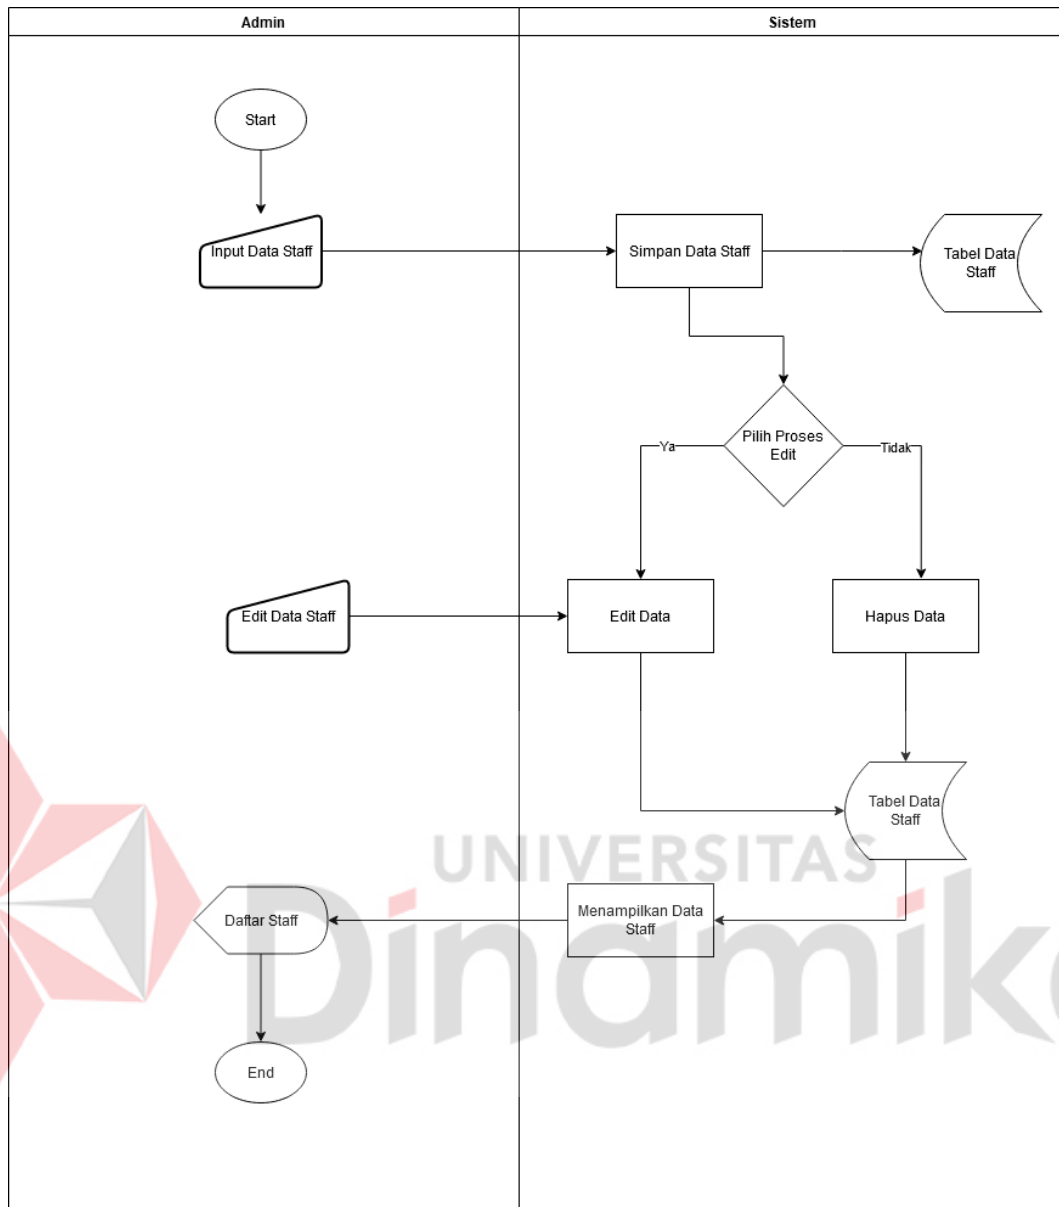 Admin
Sistem
Start
Input Data Staff
Simpan Data Staff
Tabel Data
Staff
Pilih Proses
Edit
Ya
Tidak
Edit Data Staff
Edit Data
Hapus Data
Tabel Data
Staff
UNIVERSITAS
Dinamika
Menampilkan Data
Staff
Daftar Staff
End